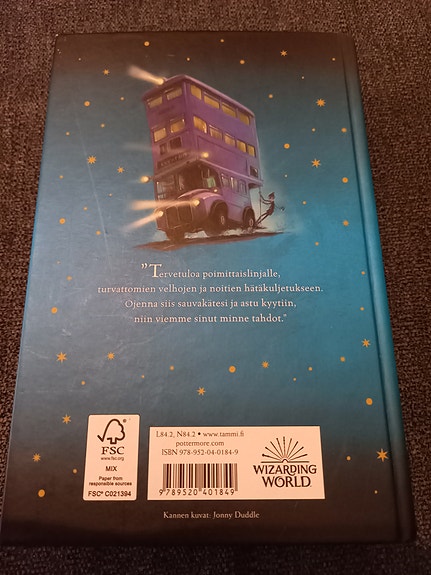 "Tervetuloa poimittaislinjalle,
turvattomien velhojen ja noitien hätäkuljetukseen.
Ojenna siis sauvakätesi ja astu kyytiin,
niin viemme sinut minne tahdot."
FSC
www.fsc.org
MIX
Paper from
responsible sources
FSC® C021394
L84.2, N84.2 • www.tammi.fi
pottermore.com
ISBN 978-952-04-0184-9
9 789520 401849
WIZARDING
WORLD
Kannen kuvat: Jonny Duddle